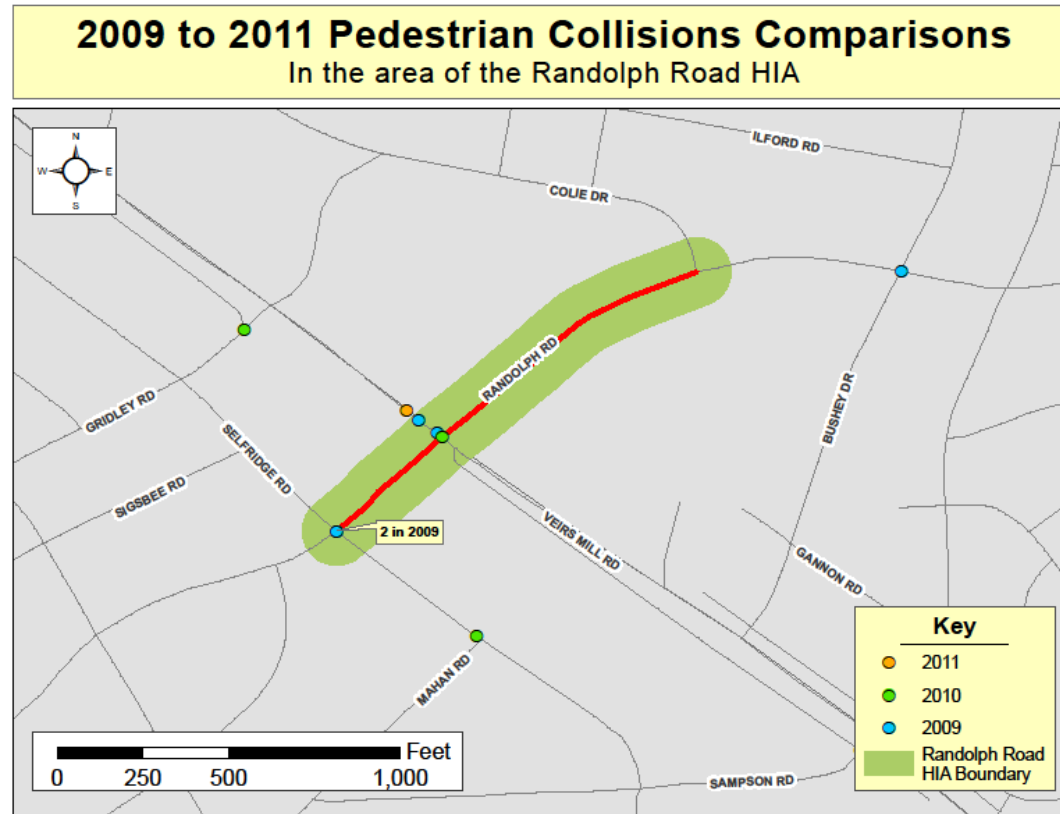 2009 to 2011 Pedestrian Collisions Comparisons
In the area of the Randolph Road HIA
N
W E
S
ILFORD RD
COLIE DR
RANDOLPH RD
GRIDLEY RD
SELFRIDGE RD
BUSHEY DR
SIGSBEE RD
2 in 2009
VEIRS MILL RD
GANNON RD
MAHAN RD
SAMPSON RD
Key
2011
2010
2009
Randolph Road
HIA Boundary
Feet
0 250 500 1,000